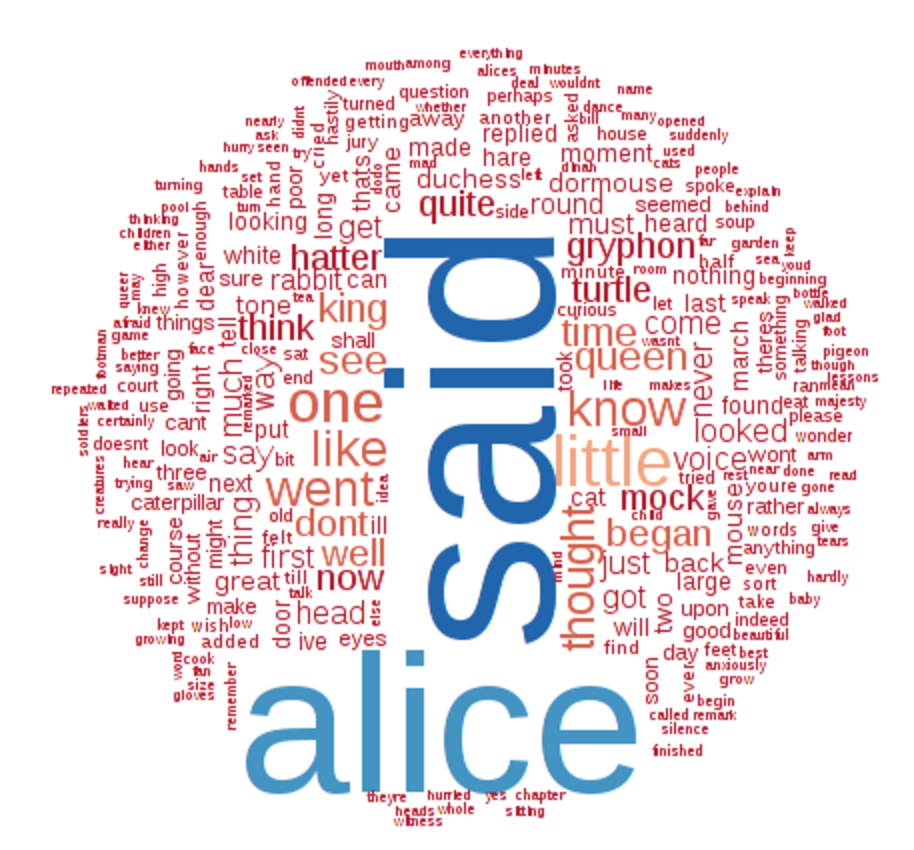 everything
mouth among
alices minutes
offended every
deal wouldnt
question
perhaps
name
turned
whether
asked
dance
nearly
didnt
hastily
getting away
another
bill
many opened
ask
cried
jury
made
replied
house
suddenly
hurry seen
try
thats
came
hare
moment
used
hands
hand
poor
yet
dodo
mad
duchess
left
dinah
cats
people
set
table
long
dormouse
spoke explain
turning
turn
quite
side
round
seemed
behind
pool
enough
looking
get
must heard soup
thinking
children
either
however
dear
white
hatter
said
gryphon
far
garden
keep
high
half
sea
youd
queer
may
sure rabbit can
minute room
nothing beginning
knew
tone
tea
king
turtle
let last speak
bottle
walked
afraid things
tell
think
curious
time
come
theres
something
talking
glad
game
shall
wasnt
foot
footman
better
face
close sat
see
took
queen
never
march
pigeon
saying
going
right
much
way
end
though
repeated
court
remarked
one
life makes
ran mean
lessons
soldiers
waited use
know
found
eat majesty
certainly cant
put
small
looked
please
doesnt
look
air
like
little
wonder
hear
say
bit
voice
wont arm
creatures
trying
saw
three
next
went
idea
tried rest
near done read
caterpillar
cat
mock
gave
mouse
youre gone
really
change
course
without
might
thing
old
dont
ill
thought
child
rather always
felt
began
words give
first
well
anything tears
sight
still
great
till
now
mind
just back
even hardly
talk
large sort
suppose
make
door
head
else
got
two
upon
take baby
kept wish low
will
good
indeed
growing
added
ive eyes
find
beautiful
word
cook
alice
soon
day
feet best
fan
ever
anxiously
size
remember
grow
gloves
begin
called remark
silence
finished
theyre
hurried yes chapter
heads whole
sitting
witness